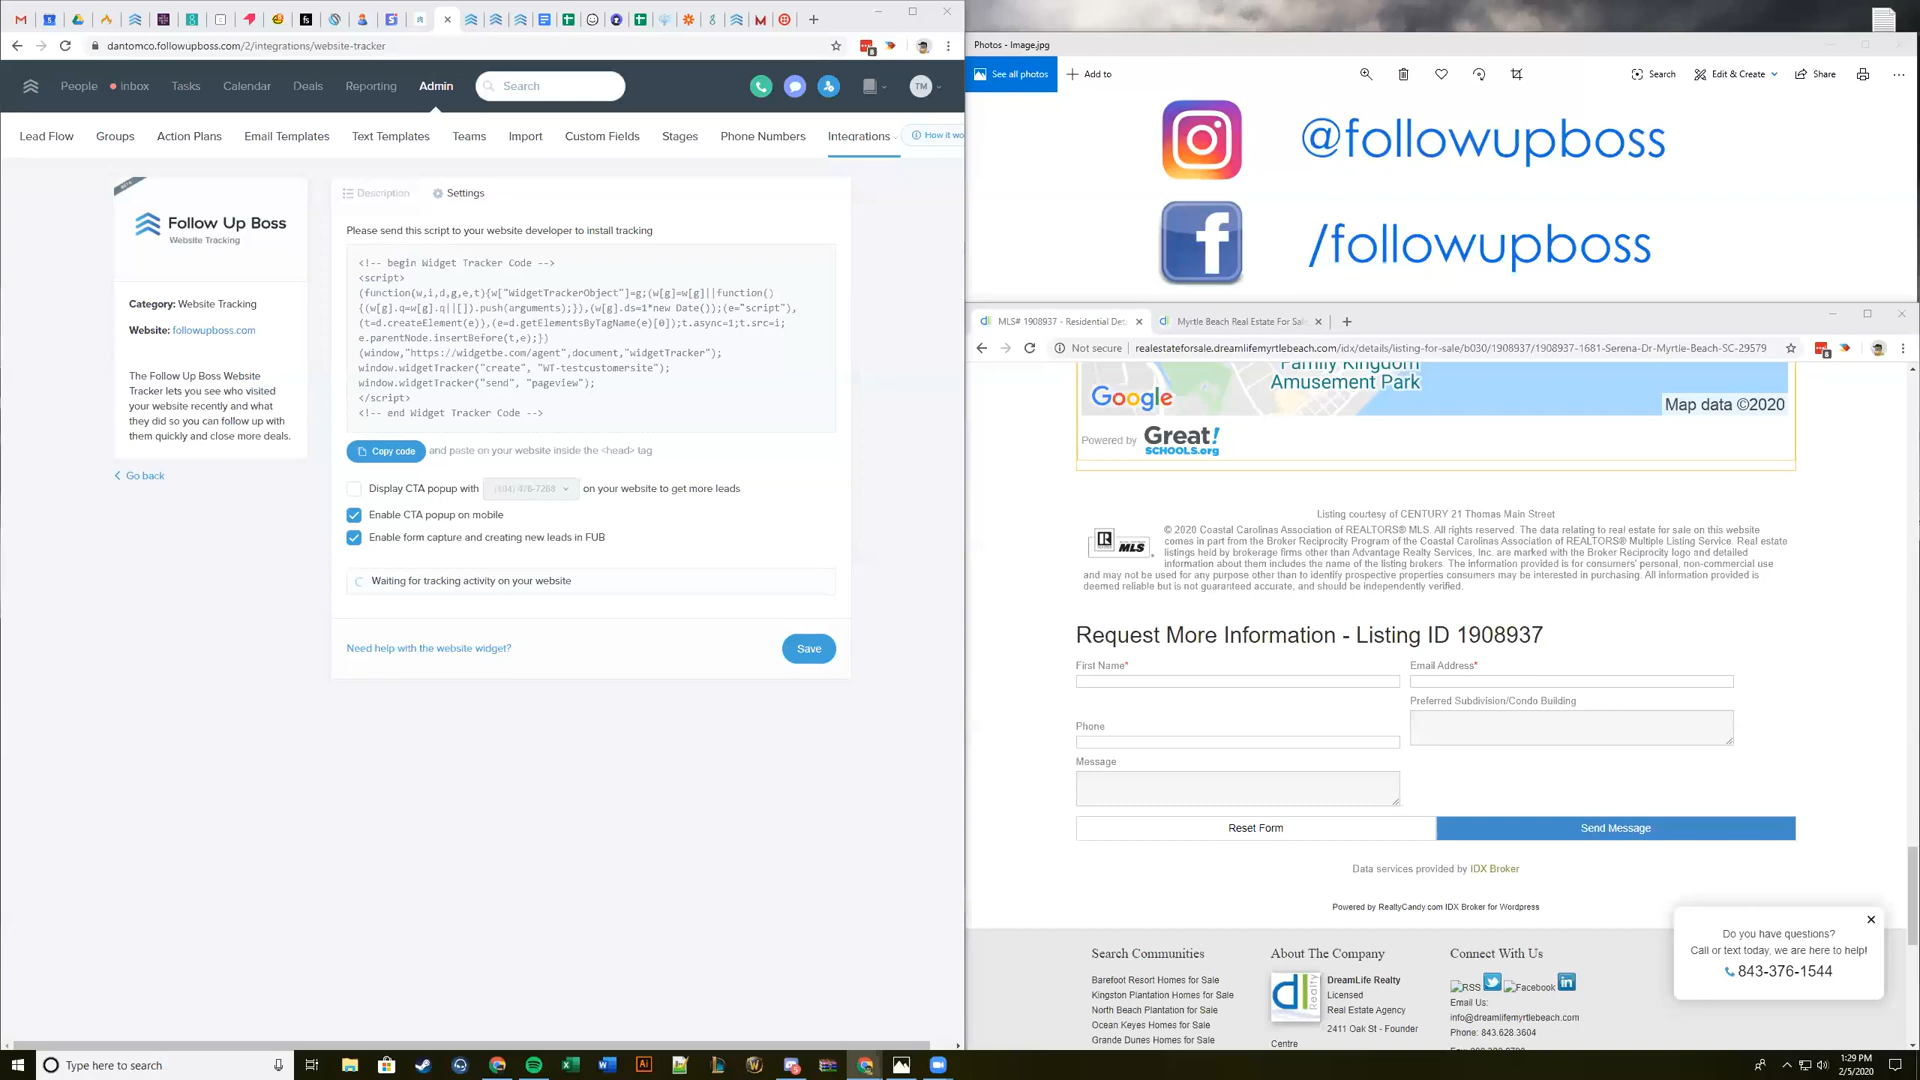 dantomco.followupboss.com/2/integrations/website-tracker
People Inbox Tasks Calendar Deals Reporting Admin Search TM
Lead Flow Groups Action Plans Email Templates Text Templates Teams Import Custom Fields Stages Phone Numbers Integrations How it wo
Follow Up Boss
Website Tracking
Category: Website Tracking
Website: followupboss.com
The Follow Up Boss Website
Tracker lets you see who visited
your website recently and what
they did so you can follow up with
them quickly and close more deals.
Go back
Description Settings
Please send this script to your website developer to install tracking
<!-- begin Widget Tracker Code -->
<script>
(function(w,i,d,g,e,t){w["WidgetTrackerObject"]=g;(w[g]=w[g]||function()
{(w[g].q=w[g].q||[]).push(arguments);}),(w[g].ds=1*new Date());(e="script"),
(t=d.createElement(e)),(e=d.getElementsByTagName(e)[0]);t.async=1;t.src=i;
e.parentNode.insertBefore(t,e);})
(window,"https://widgetbe.com/agent",document,"widgetTracker");
window.widgetTracker("create", "WT-testcustomersite");
window.widgetTracker("send", "pageview");
</script>
<!-- end Widget Tracker Code -->
Copy code and paste on your website inside the <head> tag
Display CTA popup with on your website to get more leads
Enable CTA popup on mobile
Enable form capture and creating new leads in FUB
Waiting for tracking activity on your website
Need help with the website widget? Save
Photos - Image.jpg
See all photos Add to Search Edit & Create Share
@followupboss
/followupboss
MLS# 1908937 - Residential Det Myrtle Beach Real Estate For Sal
Not secure realestateforsale.dreamlifemyrtlebeach.com/idx/details/listing-for-sale/b030/1908937/1908937-1681-Serena-Dr-Myrtle-Beach-SC-29579
Family Kingdom
Amusement Park
Google Map data ©2020
Powered by Great!
SCHOOLS.org
Listing courtesy of CENTURY 21 Thomas Main Street
MLS
© 2020 Coastal Carolinas Association of REALTORS® MLS. All rights reserved. The data relating to real estate for sale on this website
comes in part from the Broker Reciprocity Program of the Coastal Carolinas Association of REALTORS® Multiple Listing Service. Real estate
listings held by brokerage firms other than Advantage Realty Services, Inc. are marked with the Broker Reciprocity logo and detailed
information about them includes the name of the listing brokers. The information provided is for consumers' personal, non-commercial use
and may not be used for any purpose other than to identify prospective properties consumers may be interested in purchasing. All information provided is
deemed reliable but is not guaranteed accurate, and should be independently verified.
Request More Information - Listing ID 1908937
First Name* Email Address*
Preferred Subdivision/Condo Building
Phone
Message
Reset Form Send Message
Data services provided by IDX Broker
Powered by RealtyCandy.com IDX Broker for Wordpress
Do you have questions?
Call or text today, we are here to help!
843-376-1544
Search Communities
Barefoot Resort Homes for Sale
Kingston Plantation Homes for Sale
North Beach Plantation for Sale
Ocean Keyes Homes for Sale
Grande Dunes Homes for Sale
About The Company
dl Realty
DreamLife Realty
Licensed
Real Estate Agency
2411 Oak St - Founder
Centre
Connect With Us
RSS Facebook
Email Us:
info@dreamlifemyrtlebeach.com
Phone: 843.628.3604
Type here to search
1:29 PM
2/5/2020